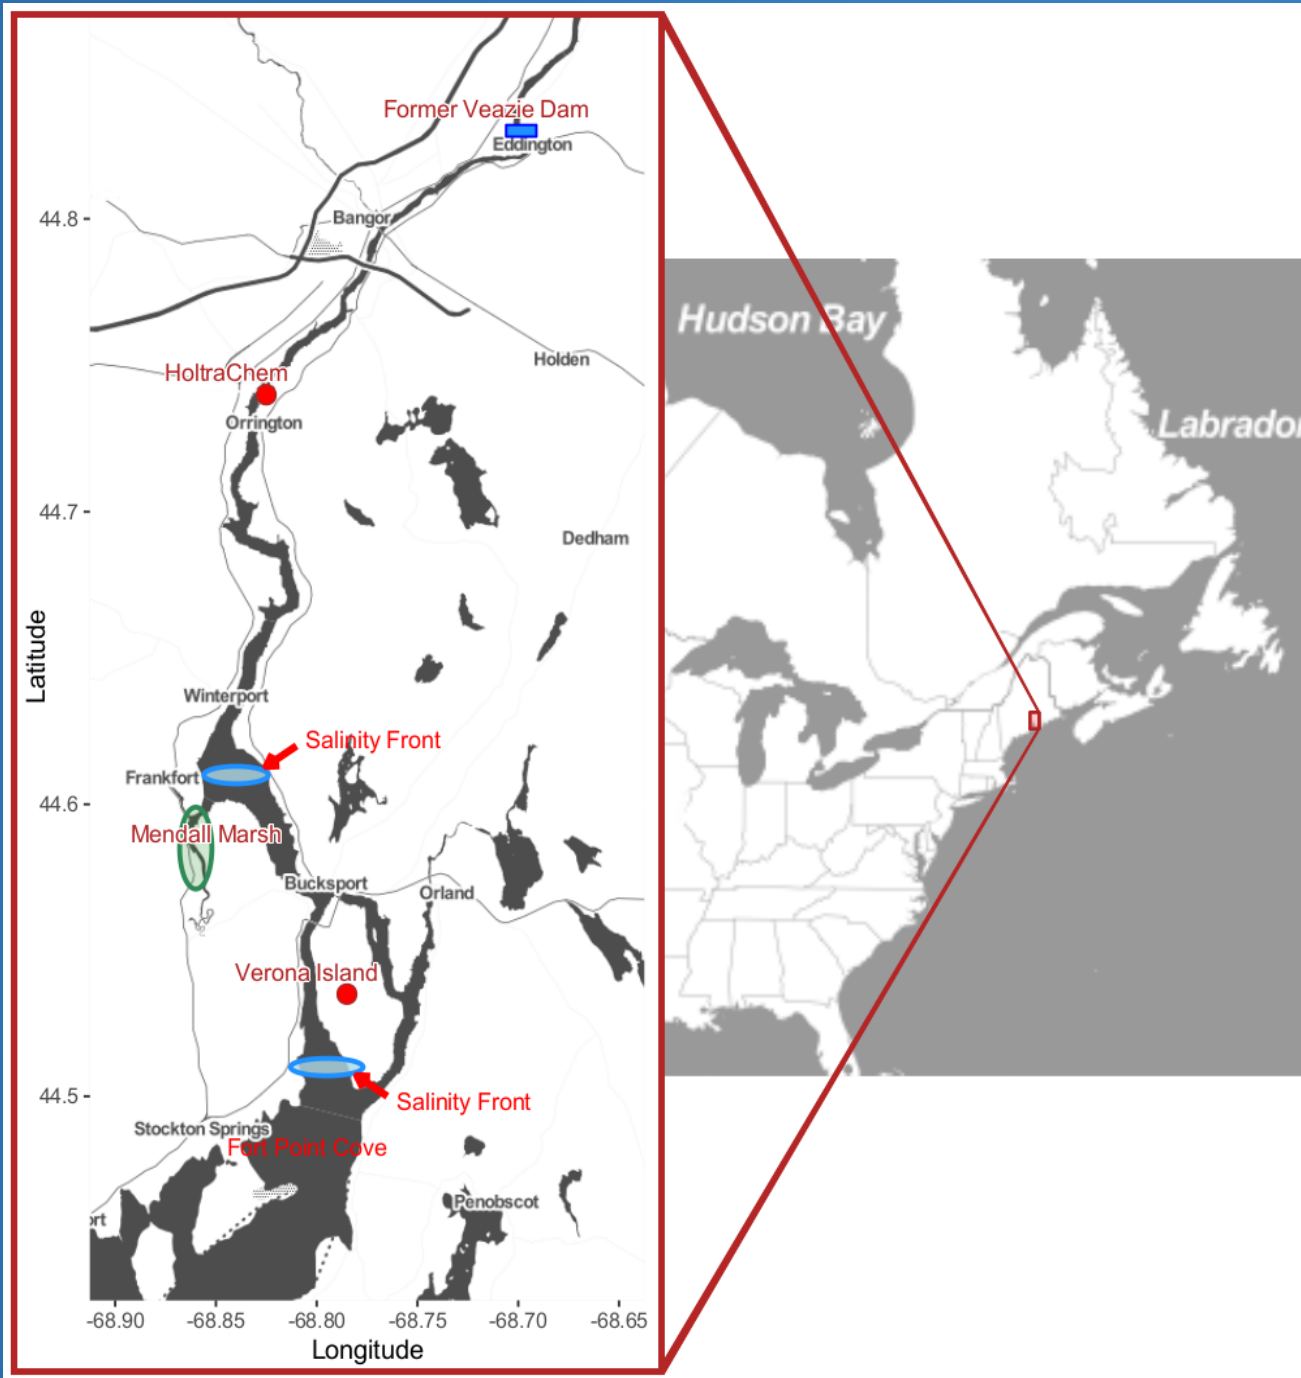 Former Veazie Dam
Eddington
Bangor
44.8
Hudson Bay
Holden
HoltraChem
Orrington
Labrador
44.7
Dedham
Latitude
Winterport
Salinity Front
Frankfort
44.6
Mendall Marsh
Bucksport
Orland
Verona Island
44.5
Salinity Front
Stockton Springs
Fort Point Cove
Penobscot
ort
-68.90 -68.85 -68.80 -68.75 -68.70 -68.65
Longitude